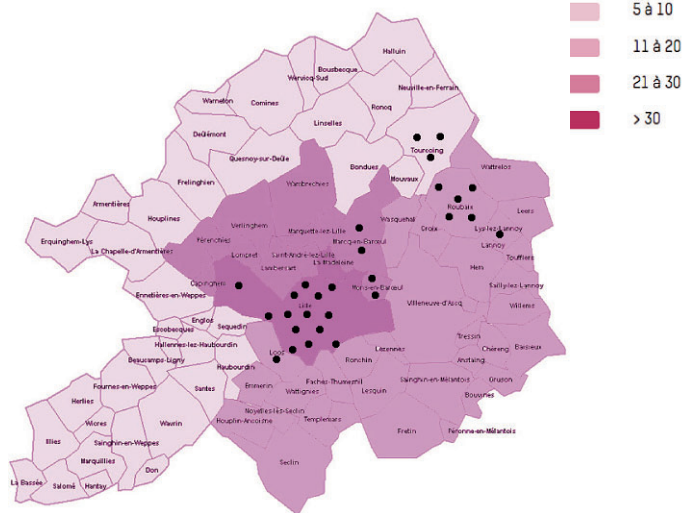 5 à 10
11 à 20
21 à 30
> 30
Halluin
Bousbecque
Wervicq-Sud
Neuville-en-Ferrain
Comines
Warneton
Roncq
Linselles
Deûlémont
Tourcoing
Quesnoy-sur-Deûle
Bondues
Mouvaux
Wattrelos
Frelinghien
Wambrechies
Roubaix
Armentières
Houplines
Leers
Wasquehal
Verlinghem
Marquette-lez-Lille
Croix
Lys-lez-Lannoy
Erquinghem-Lys
Pérenchies
Marcq-en-Barœul
Lannoy
La Chapelle-d'Armentières
Lompret
Saint-André-lez-Lille
Toufflers
La Madeleine
Lambersart
Hem
Capinghem
Mons-en-Barœul
Sailly-lez-Lannoy
Ennetières-en-Weppes
Villeneuve-d'Ascq
Willems
Lille
Englos
Escobecques
Sequedin
Tressin
Hallennes-lez-Haubourdin
Lezennes
Chéreng
Baisieux
Loos
Beaucamps-Ligny
Ronchin
Anstaing
Haubourdin
Fournes-en-Weppes
Santes
Emmerin
Faches-Thumesnil
Sainghin-en-Mélantois
Gruson
Wattignies
Lesquin
Bouvines
Herlies
Noyelles-lès-Seclin
Wicres
Wavrin
Houplin-Ancoisne
Templemars
Fretin
Péronne-en-Mélantois
Illies
Sainghin-en-Weppes
Marquillies
Seclin
Don
La Bassée
Salomé
Hantay